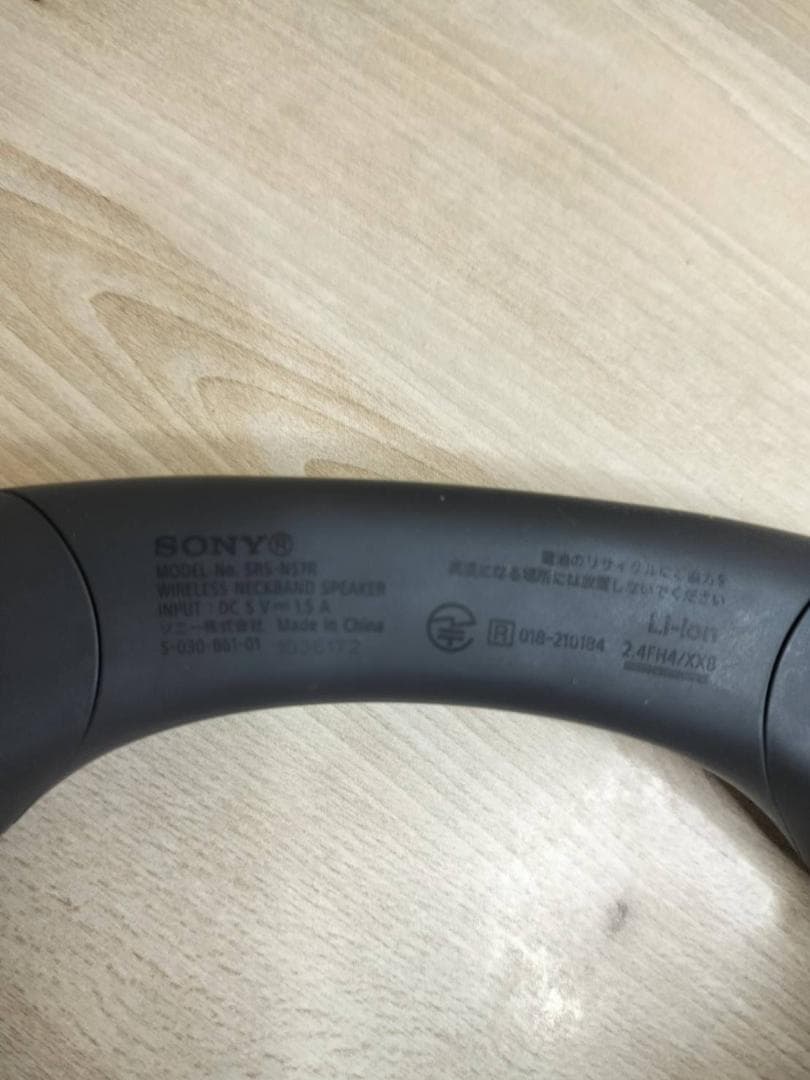 SONY®
MODEL No. SRS-NS7R
WIRELESS NECKBAND SPEAKER
INPUT : DC 5 V⎓1.5 A
ソニー株式会社 Made in China
5-030-861-01
電池のリサイクルにご協力を
高温になる場所には放置しないでください
Li-ion
R 018-210184
2.4FH4/XX8